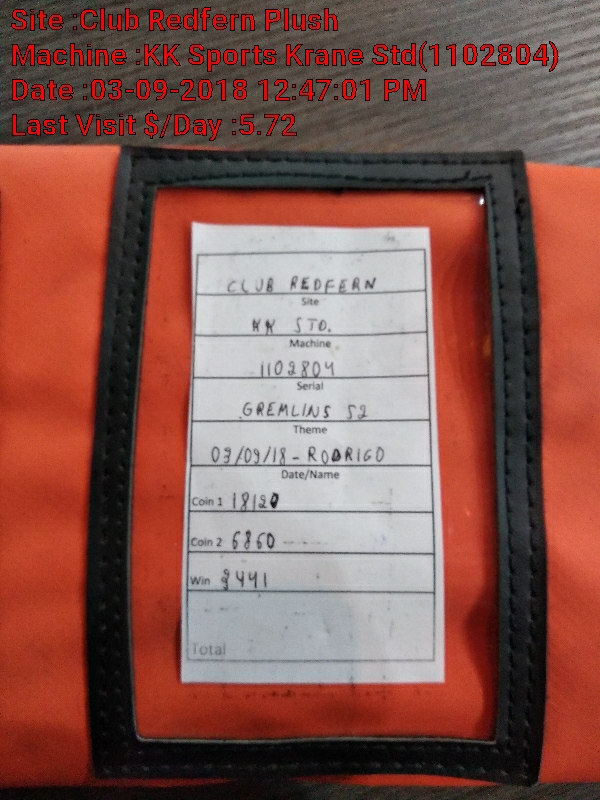 Site :Club Redfern Plush
Machine :KK Sports Krane Std(1102804)
Date :03-09-2018 12:47:01 PM
Last Visit $/Day :5.72
CLUB REDFERN
Site
KK STD.
Machine
1102804
Serial
GREMLINS S2
Theme
03/09/18 - RODRIGO
Date/Name
Coin 1 18120
Coin 2 6860
Win
Total